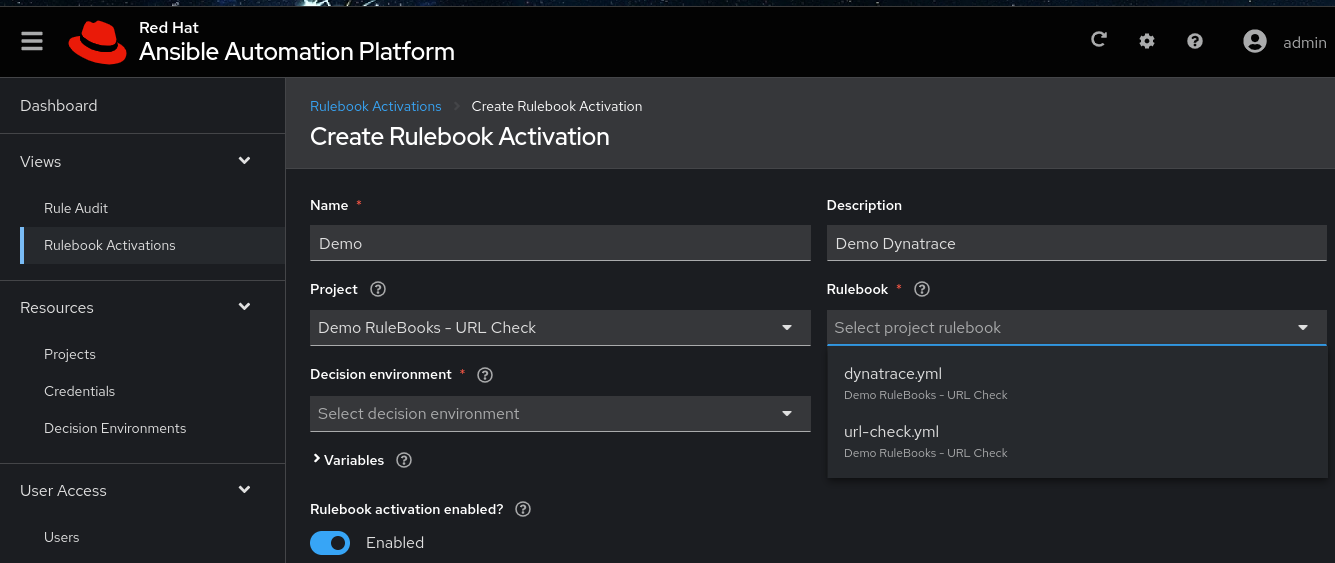 Red Hat
Ansible Automation Platform
admin
Dashboard
Views
Rule Audit
Rulebook Activations
Resources
Projects
Credentials
Decision Environments
User Access
Users
Rulebook Activations > Create Rulebook Activation
Create Rulebook Activation
Name *
Description
Demo
Demo Dynatrace
Project
Rulebook *
Demo RuleBooks - URL Check
Select project rulebook
dynatrace.yml
Demo RuleBooks - URL Check
url-check.yml
Demo RuleBooks - URL Check
Decision environment *
Select decision environment
Variables
Rulebook activation enabled?
Enabled